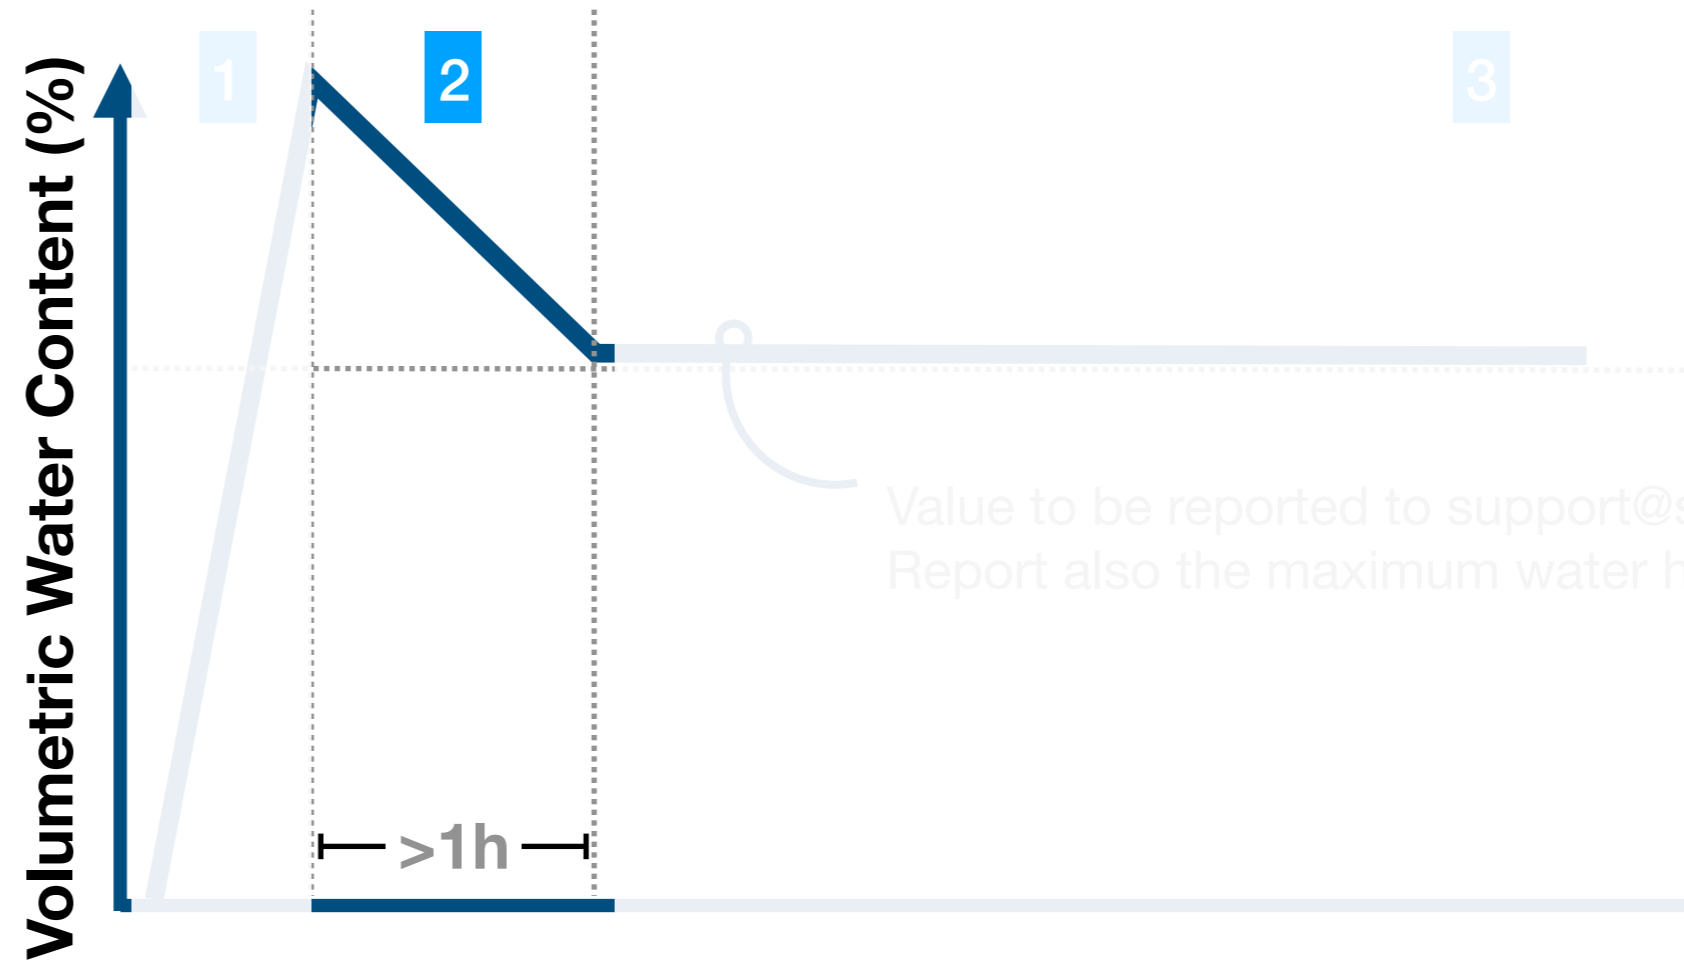 Volumetric Water Content (%)
1
2
3
Value to be reported to support@s
Report also the maximum water h
>1h